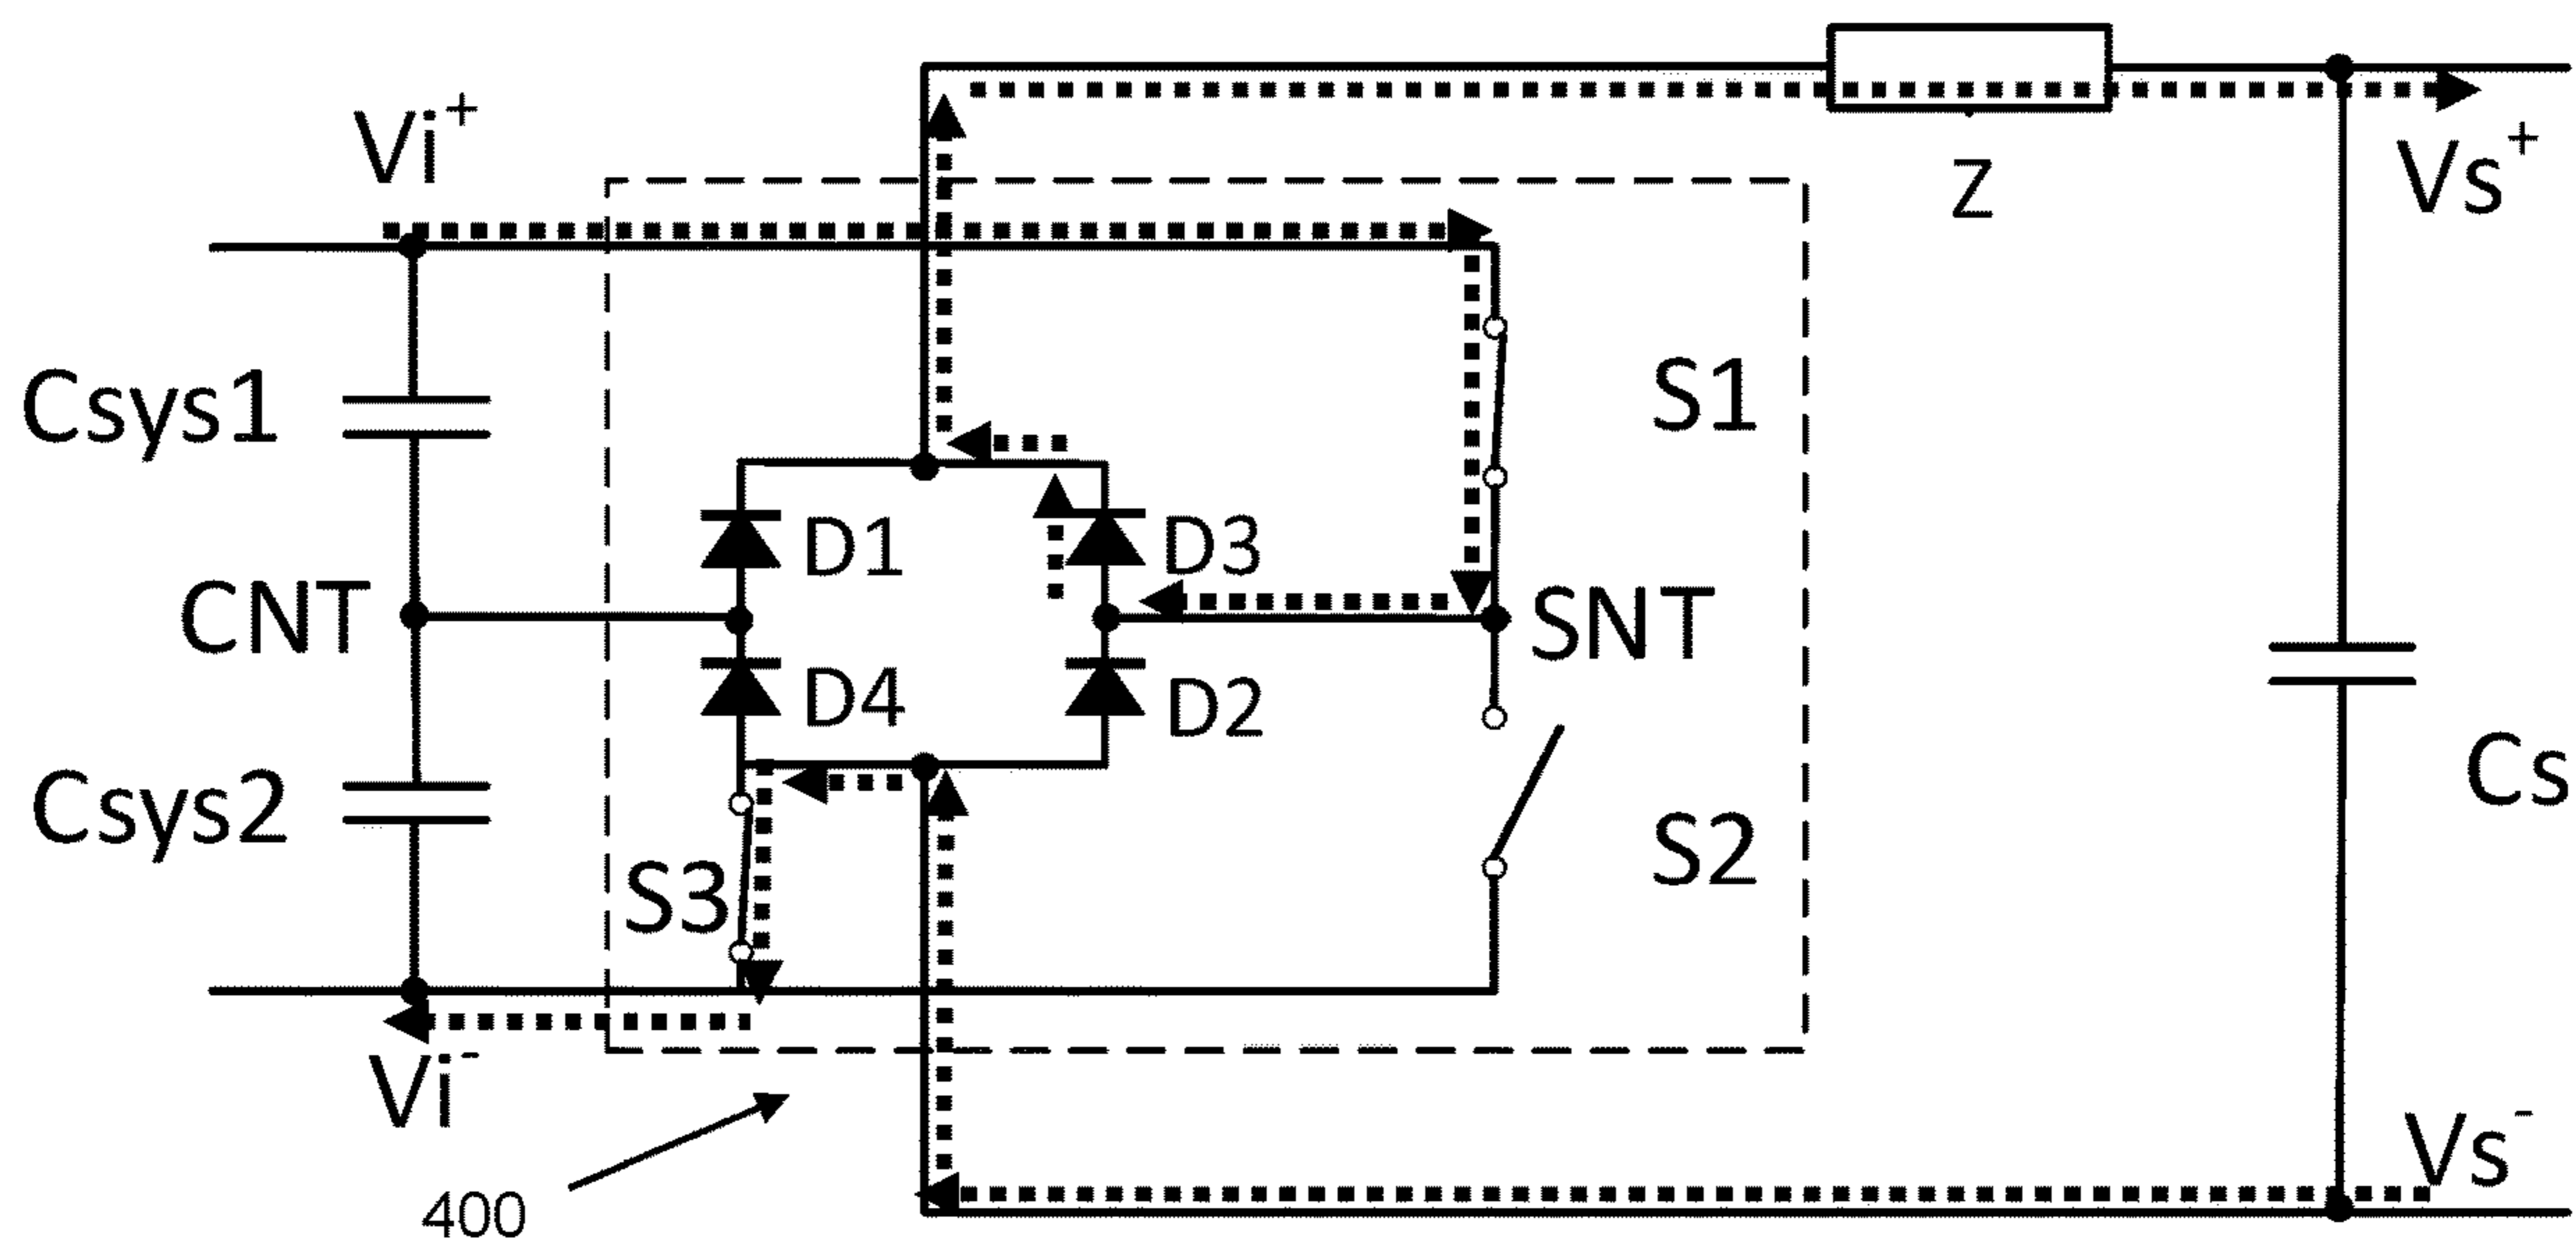 Vi+
Z
Vs+
Csys1
S1
D1
D3
CNT
SNT
D4
D2
Csys2
S3
S2
Cs
Vi-
Vs-
400